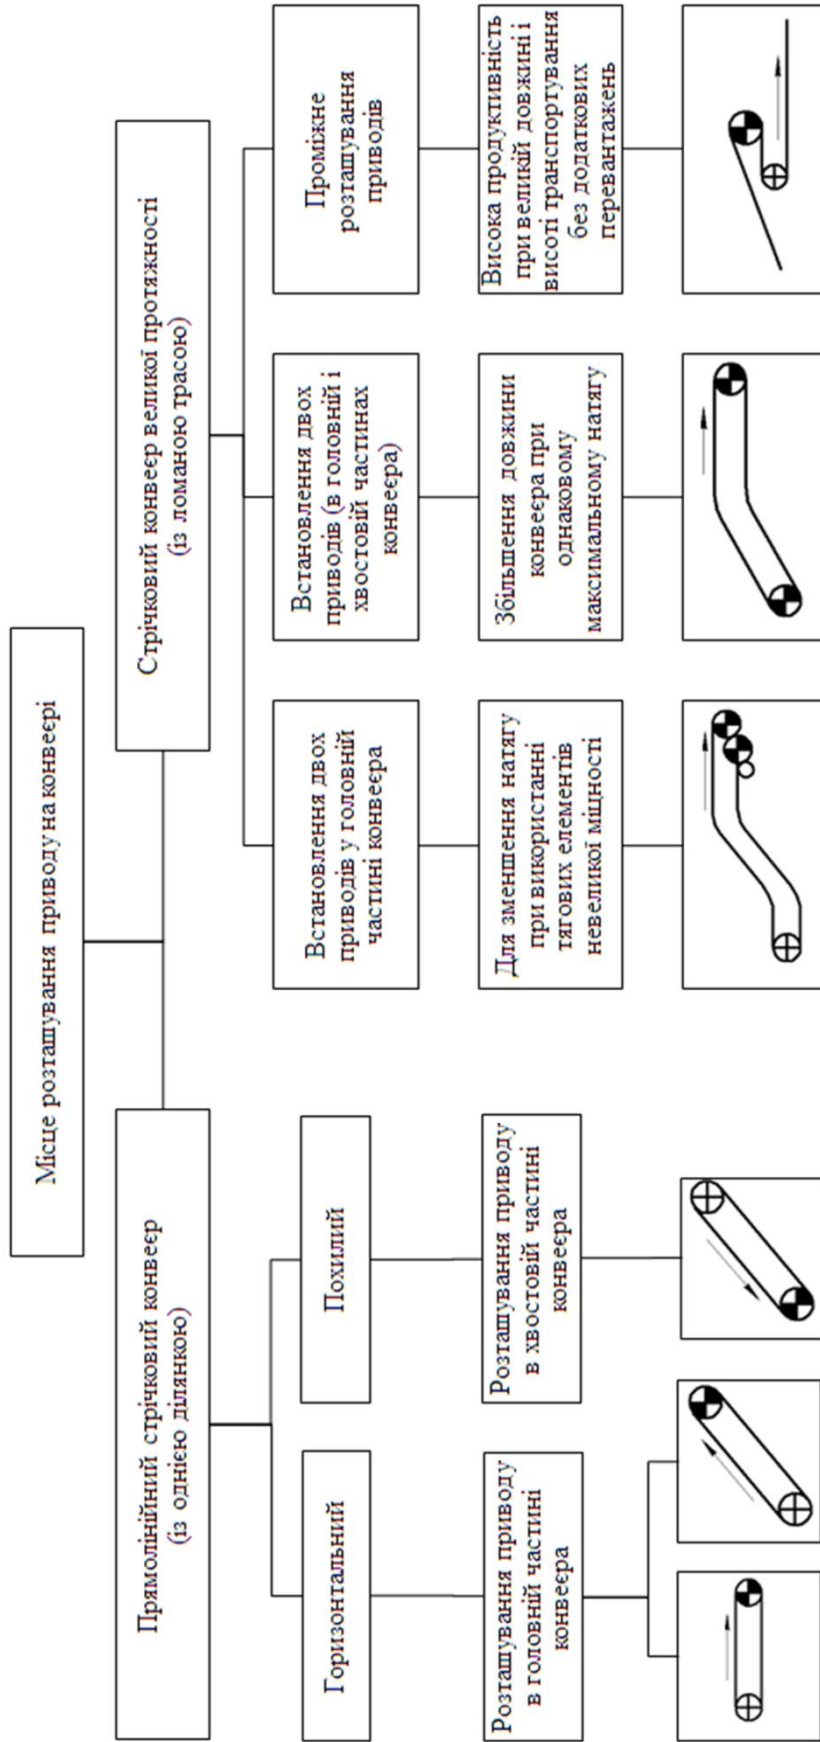 Місце розташування приводу на конвеєрі
Прямолінійний стрічковий конвеєр
(із однією ділянкою)
Стрічковий конвеєр великої протяжності
(із ломаною трасою)
Горизонтальний
Похилий
Встановлення двох
приводів у головній
частині конвеєра
Встановлення двох
приводів (в головній і
хвостовій частинах
конвеєра)
Проміжне
розташування
приводів
Розташування приводу
в головній частині
конвеєра
Розташування приводу
в хвостовій частині
конвеєра
Для зменшення натягу
при використанні
тягових елементів
невеликої міцності
Збільшення довжини
конвеєра при
однаковому
максимальному натягу
Висока продуктивність
при великій довжині і
висоті транспортування
без додаткових
перевантажень